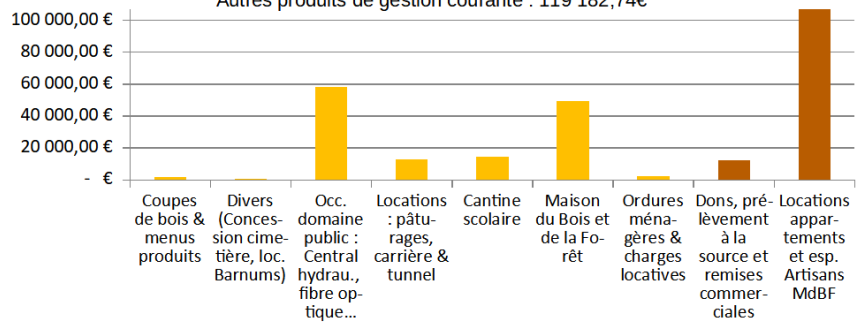 Autres produits de gestion courante : 119 182,74€
100 000,00 €
80 000,00 €
60 000,00 €
40 000,00 €
20 000,00 €
- €
Coupes
de bois &
menus
produits
Divers
(Conces-
sion cime-
tière, loc.
Barnums)
Occ.
domaine
public :
Central
hydrau.,
fibre op-
tique...
Locations
: pâtu-
rages,
carrière &
tunnel
Cantine
scolaire
Maison
du Bois et
de la Fo-
rêt
Ordures
ména-
gères &
charges
locatives
Dons, pré-
lèvement
à la
source et
remises
commer-
ciales
Locations
appar-
tements
et esp.
Artisans
MdBF